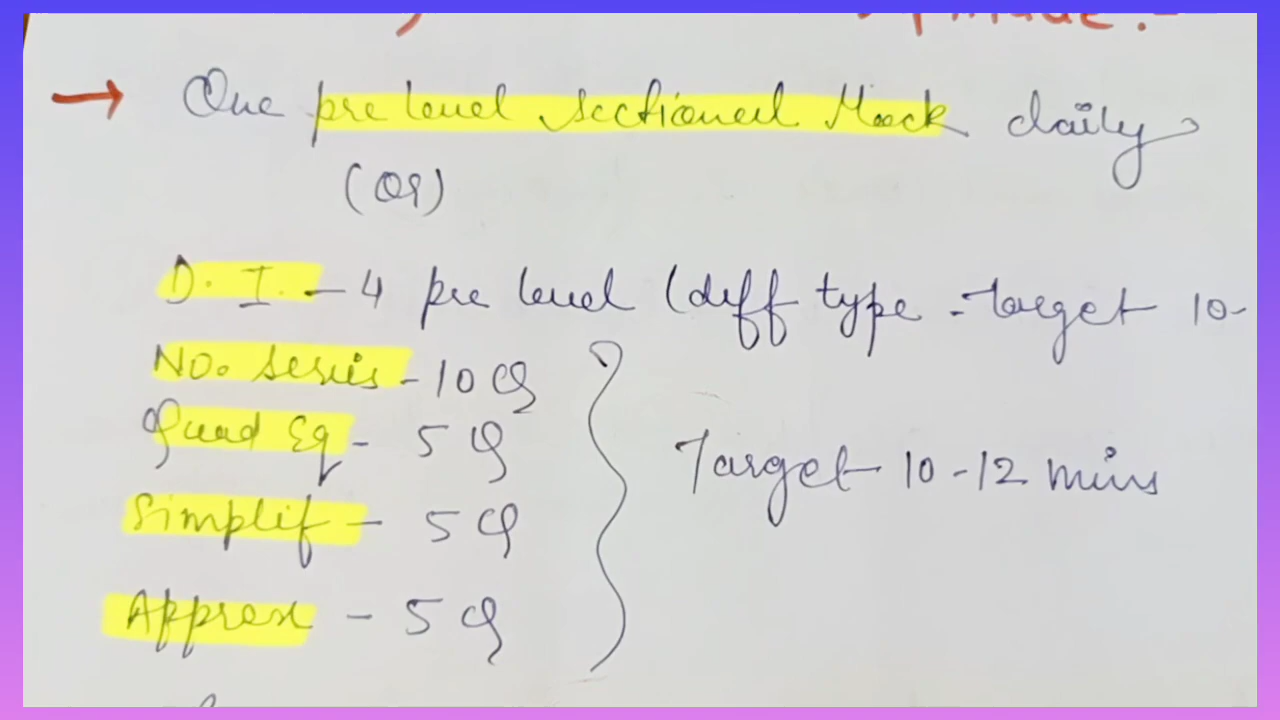 → One pre level sectional Mock daily
(OR)
D. I. - 4 pre level (diff type - Target 10-
No. series - 10 Q
Quad Eq - 5 Q
Simplif - 5 Q
Approx - 5 Q
Target 10-12 mins